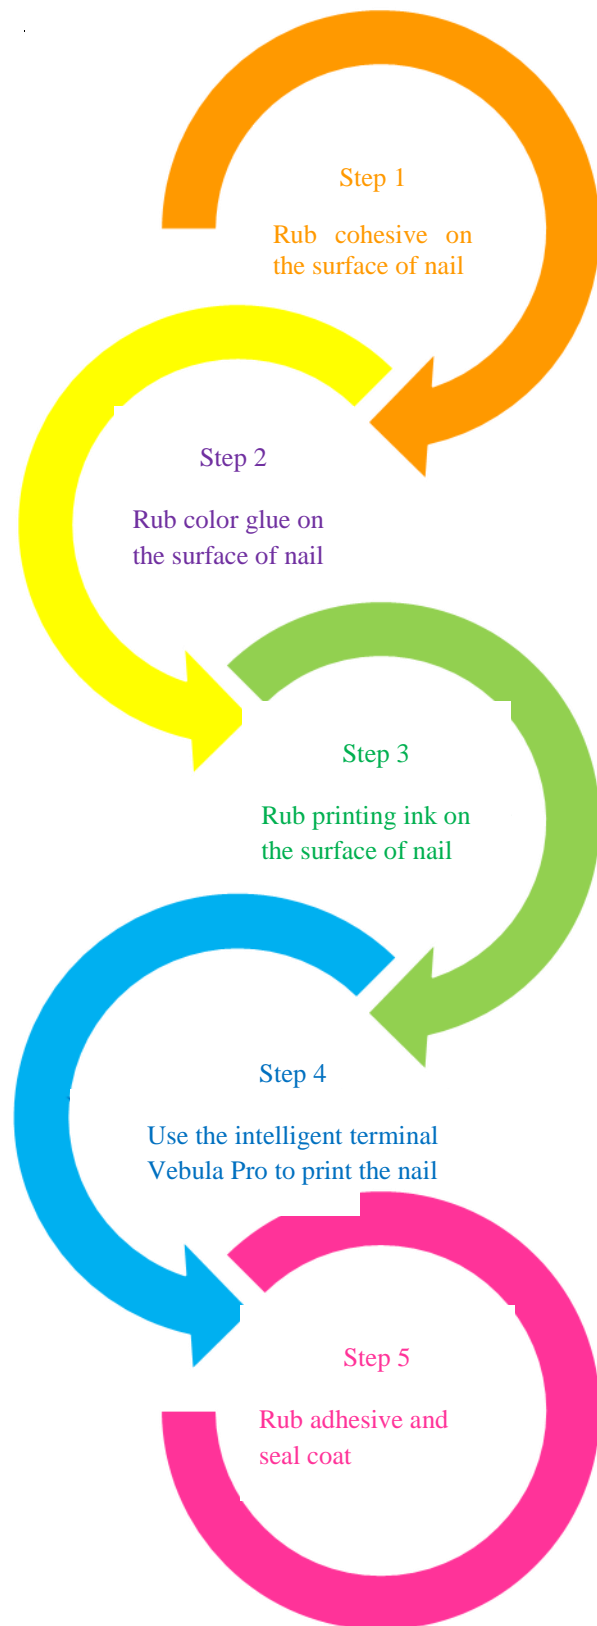 Step 1
Rub cohesive on
the surface of nail
Step 2
Rub color glue on
the surface of nail
Step 3
Rub printing ink on
the surface of nail
Step 4
Use the intelligent terminal
Vebula Pro to print the nail
Step 5
Rub adhesive and
seal coat